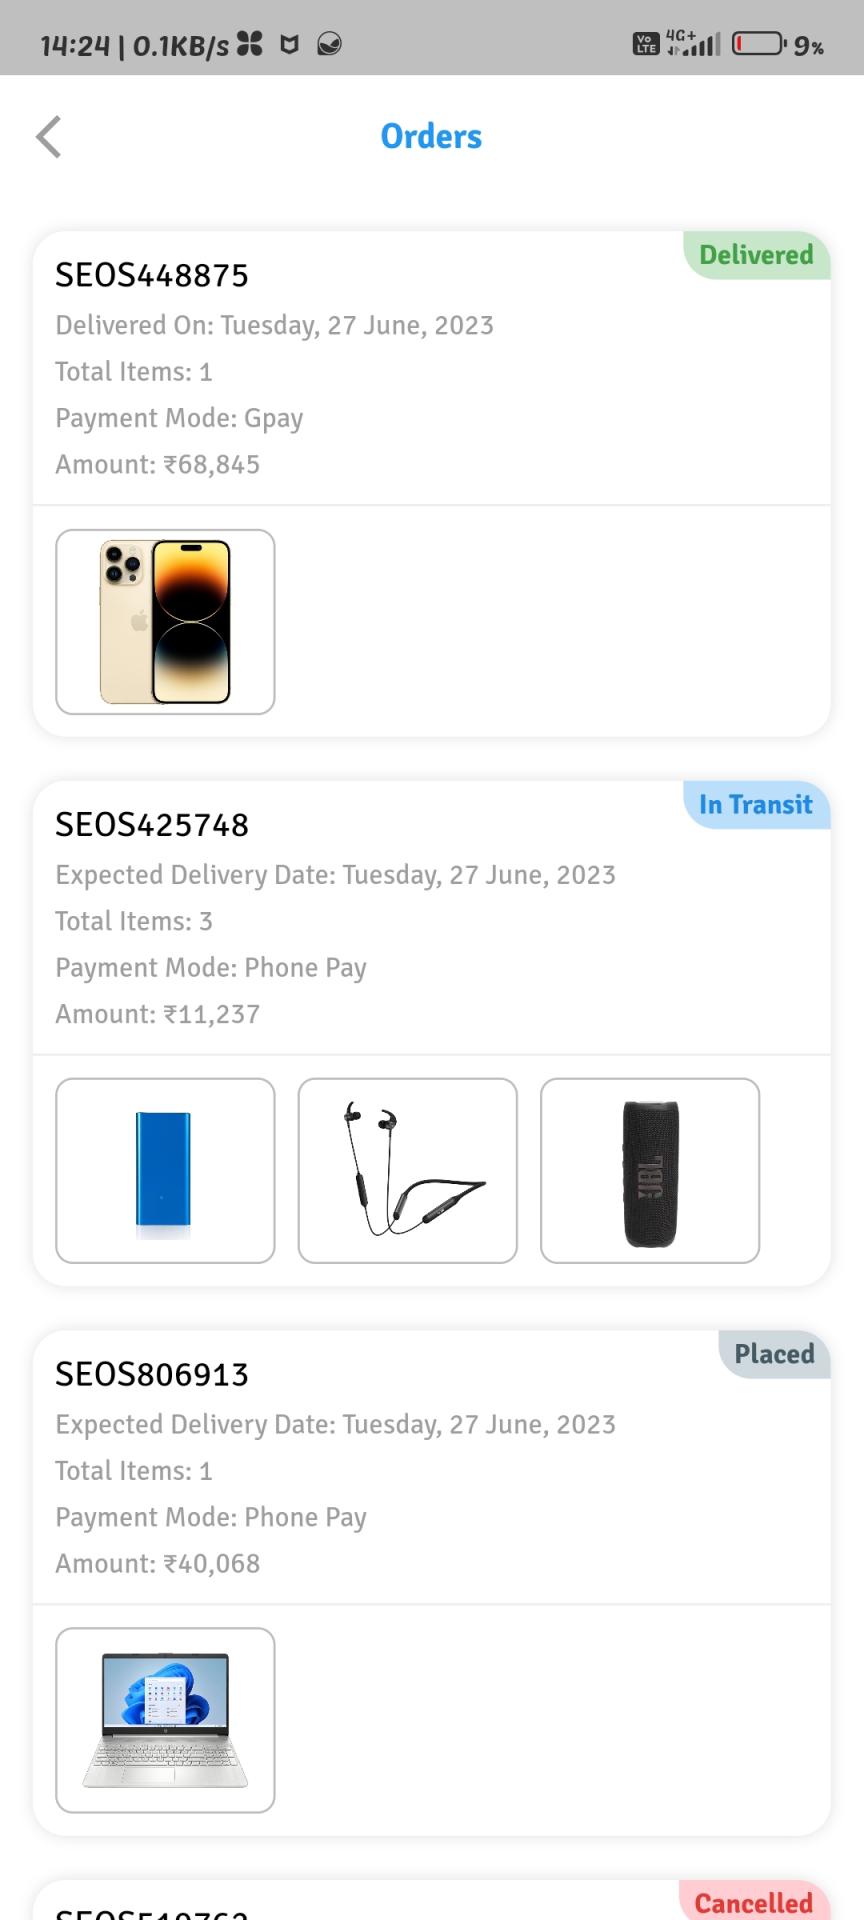 14:24 | 0.1KB/s
Vo LTE 4G+ 9%
Orders
Delivered
SEOS448875
Delivered On: Tuesday, 27 June, 2023
Total Items: 1
Payment Mode: Gpay
Amount: ₹68,845
In Transit
SEOS425748
Expected Delivery Date: Tuesday, 27 June, 2023
Total Items: 3
Payment Mode: Phone Pay
Amount: ₹11,237
JBL
Placed
SEOS806913
Expected Delivery Date: Tuesday, 27 June, 2023
Total Items: 1
Payment Mode: Phone Pay
Amount: ₹40,068
Cancelled